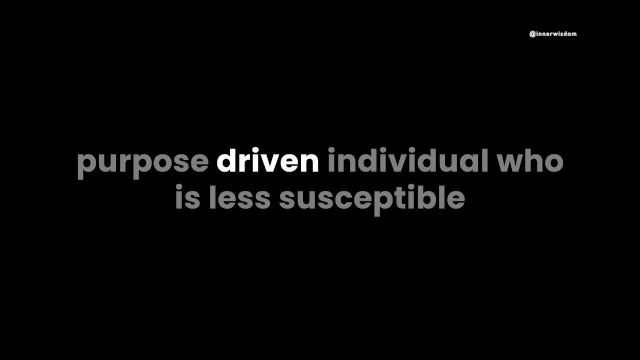 @innerwisdom
purpose driven individual who
is less susceptible